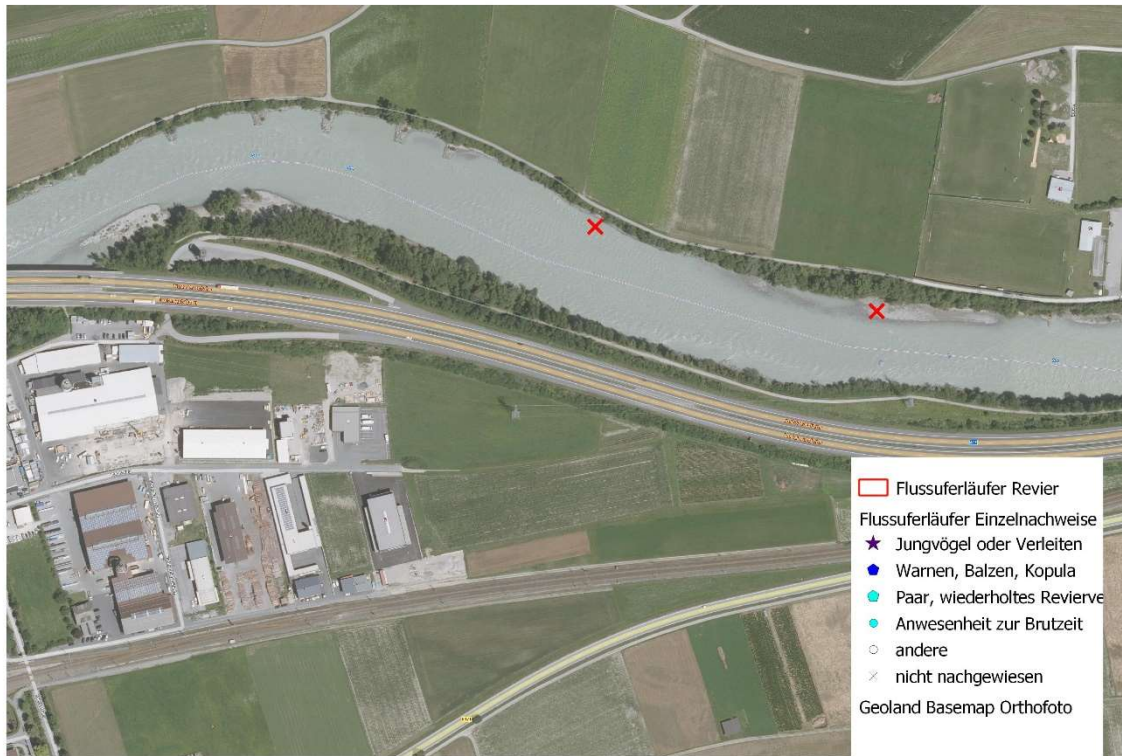 Flussuferläufer Revier
Flussuferläufer Einzelnachweise
Jungvögel oder Verleiten
Warnen, Balzen, Kopula
Paar, wiederholtes Revierve
Anwesenheit zur Brutzeit
andere
nicht nachgewiesen
Geoland Basemap Orthofoto